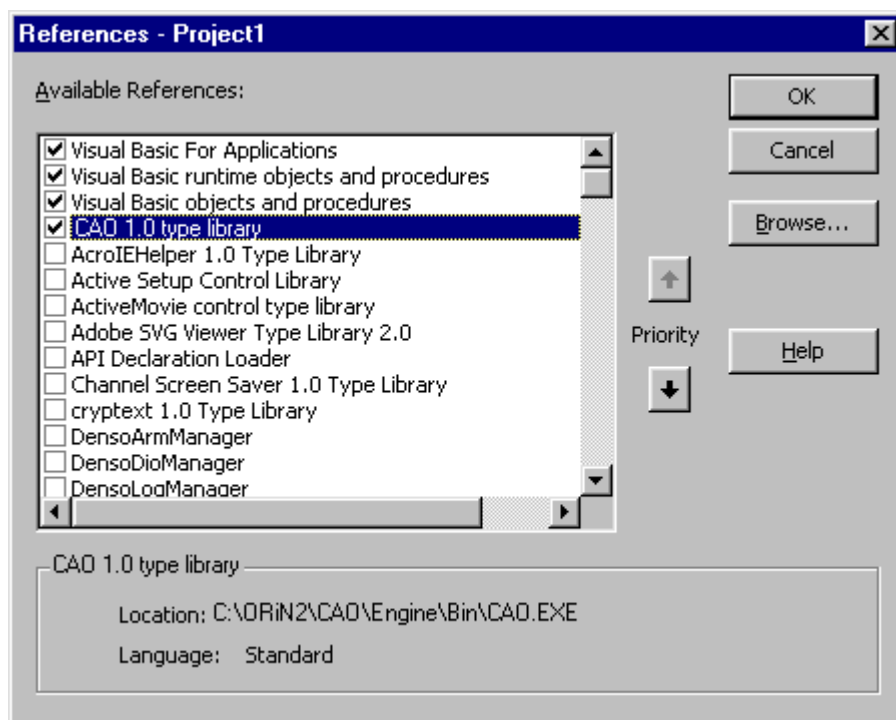 References - Project1
Available References:
Visual Basic For Applications
Visual Basic runtime objects and procedures
Visual Basic objects and procedures
CAO 1.0 type library
AcroIEHelper 1.0 Type Library
Active Setup Control Library
ActiveMovie control type library
Adobe SVG Viewer Type Library 2.0
API Declaration Loader
Channel Screen Saver 1.0 Type Library
cryptext 1.0 Type Library
DensoArmManager
DensoDioManager
DensoLogManager
OK
Cancel
Browse...
Priority
Help
CAO 1.0 type library
Location: C:\ORiN2\CAO\Engine\Bin\CAO.EXE
Language: Standard